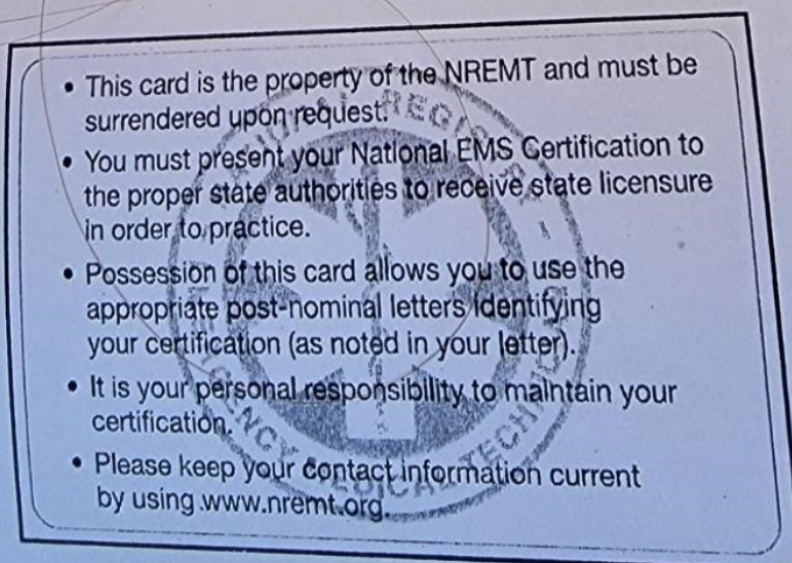 • This card is the property of the NREMT and must be
surrendered upon request.
• You must present your National EMS Certification to
the proper state authorities to receive state licensure
in order to practice.
• Possession of this card allows you to use the
appropriate post-nominal letters identifying
your certification (as noted in your letter).
• It is your personal responsibility to maintain your
certification.
• Please keep your contact information current
by using www.nremt.org.